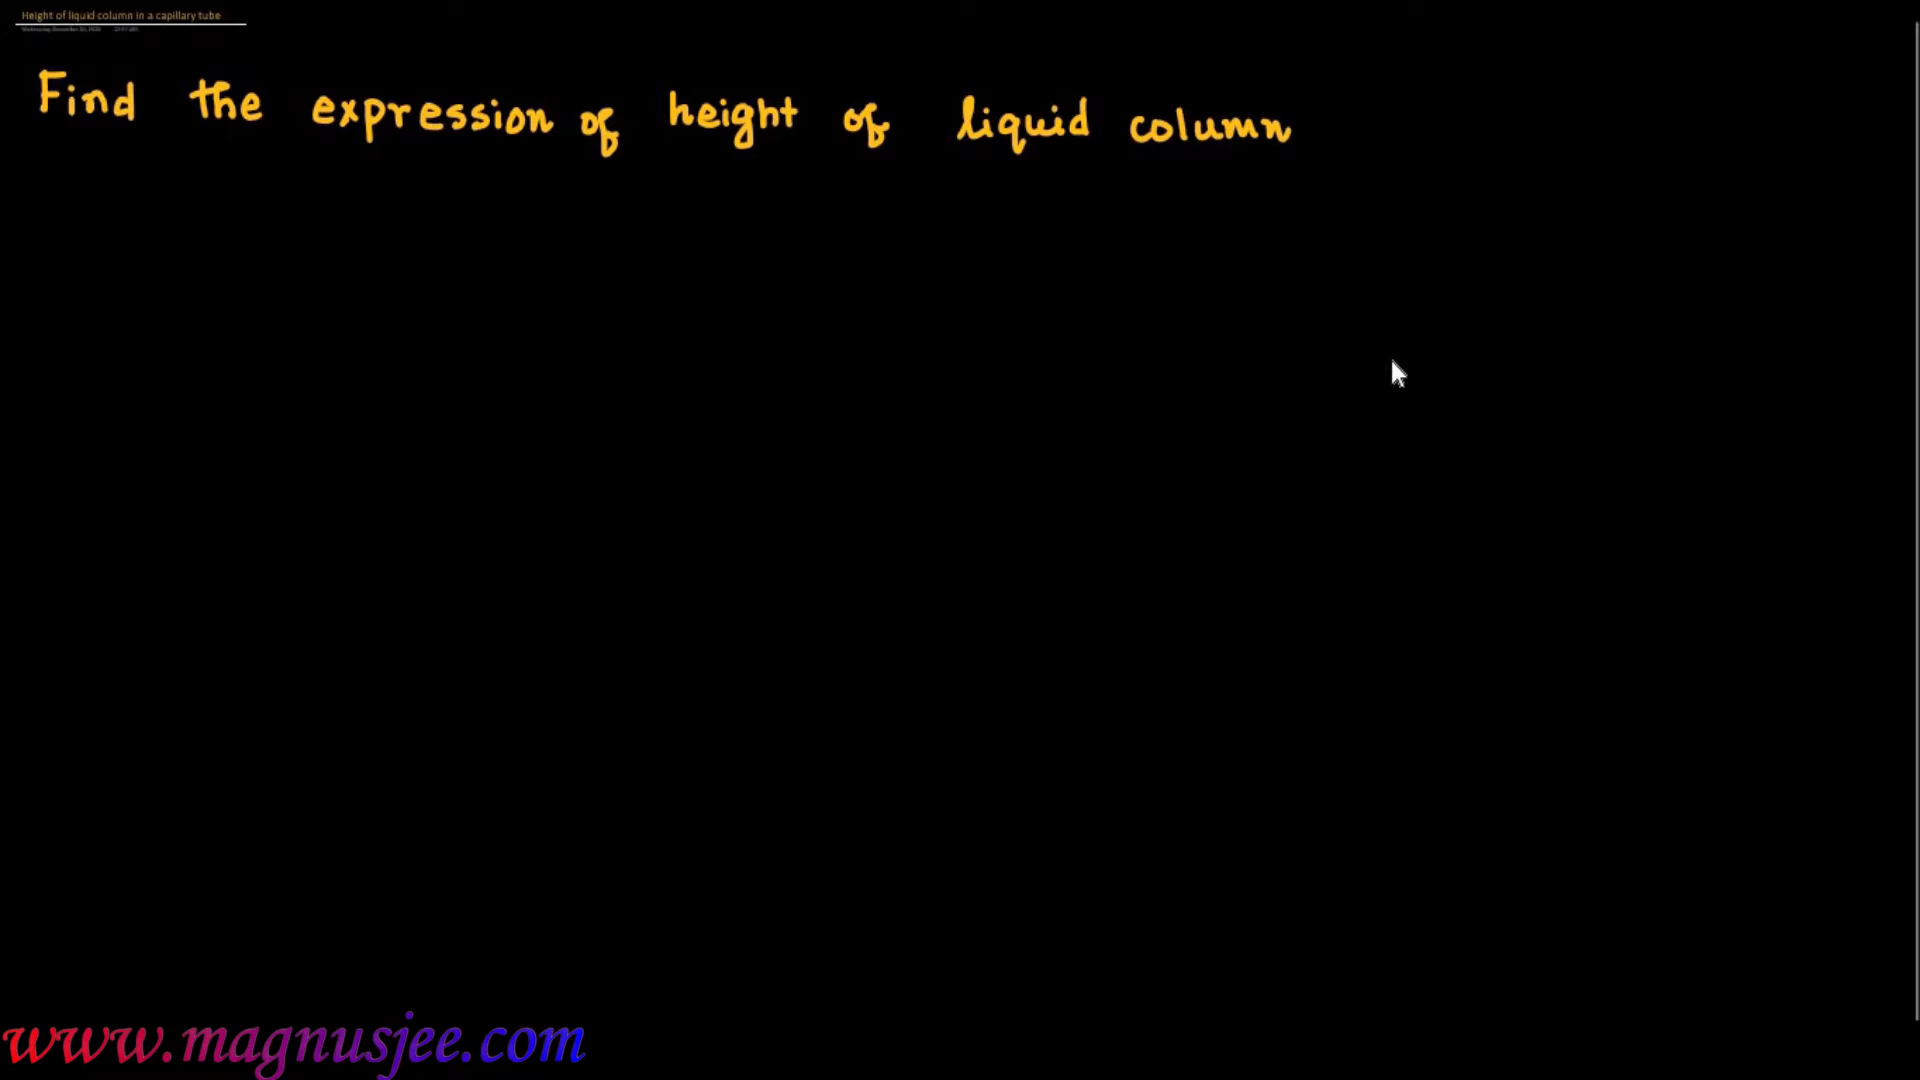 Height of liquid column in a capillary tube
Find the expression of height of liquid column
www.magnusjee.com